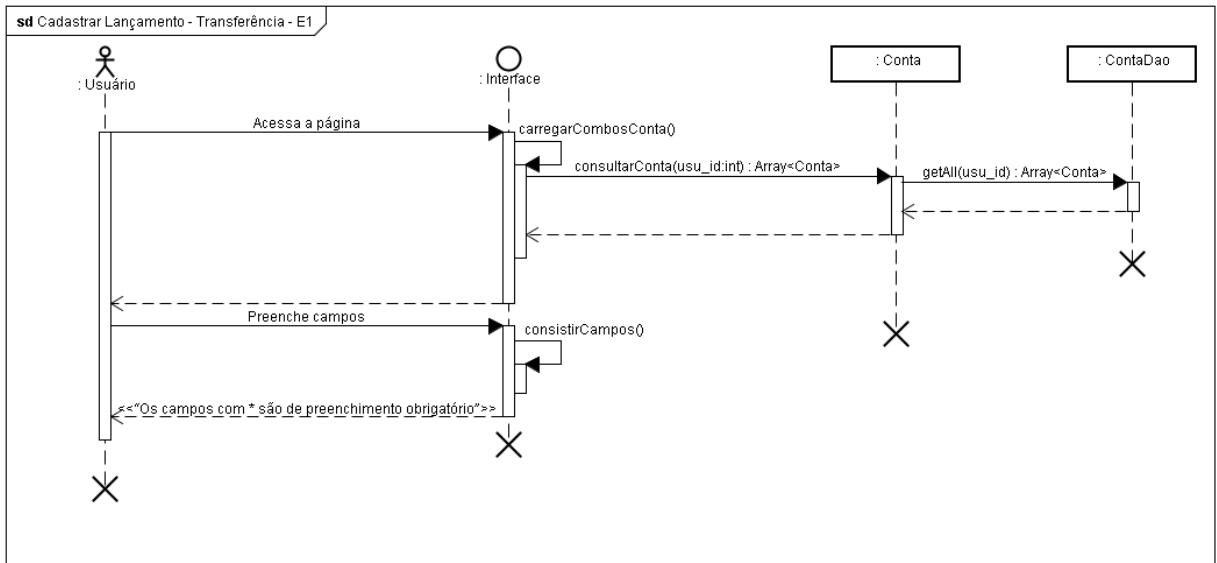 sd Cadastrar Lançamento - Transferência - E1
: Usuário
: Interface
: Conta
: ContaDao
Acessa a página
carregarCombosConta()
consultarConta(usu_id:int) : Array<Conta>
getAll(usu_id) : Array<Conta>
Preenche campos
consistirCampos()
<<"Os campos com * são de preenchimento obrigatório">>